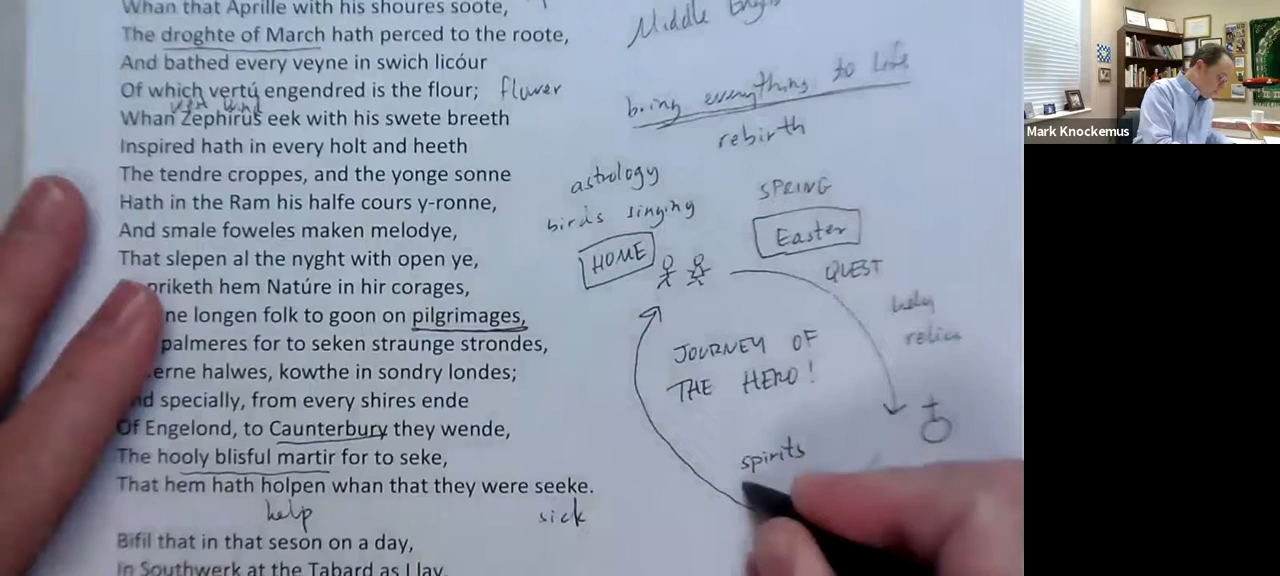 Whan that Aprille with his shoures soote,
The droghte of March hath perced to the roote,
And bathed every veyne in swich licóur
Of which vertú engendred is the flour; flower
wind
Whan Zephirus eek with his swete breeth
Inspired hath in every holt and heeth
The tendre croppes, and the yonge sonne
Hath in the Ram his halfe cours y-ronne,
And smale foweles maken melodye,
That slepen al the nyght with open ye,
priketh hem Natúre in hir corages,
ne longen folk to goon on pilgrimages,
palmeres for to seken straunge strondes,
erne halwes, kowthe in sondry londes;
And specially, from every shires ende
Of Engelond, to Caunterbury they wende,
The hooly blisful martir for to seke,
That hem hath holpen whan that they were seeke.
help sick
Bifil that in that seson on a day,
In Southwerk at the Tabard as I lay
Middle Engl
bring everything to life
rebirth
astrology
birds singing
SPRING
HOME
Easter
QUEST
holy
relics
JOURNEY OF
THE HERO!
spirits
Mark Knockemus